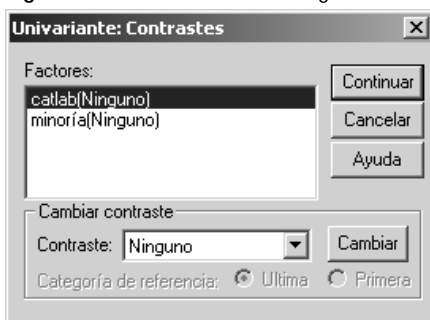 Univariante: Contrastes
Factores:
catlab(Ninguno)
minoría(Ninguno)
Continuar
Cancelar
Ayuda
Cambiar contraste
Contraste: Ninguno Cambiar
Categoría de referencia: Ultima Primera